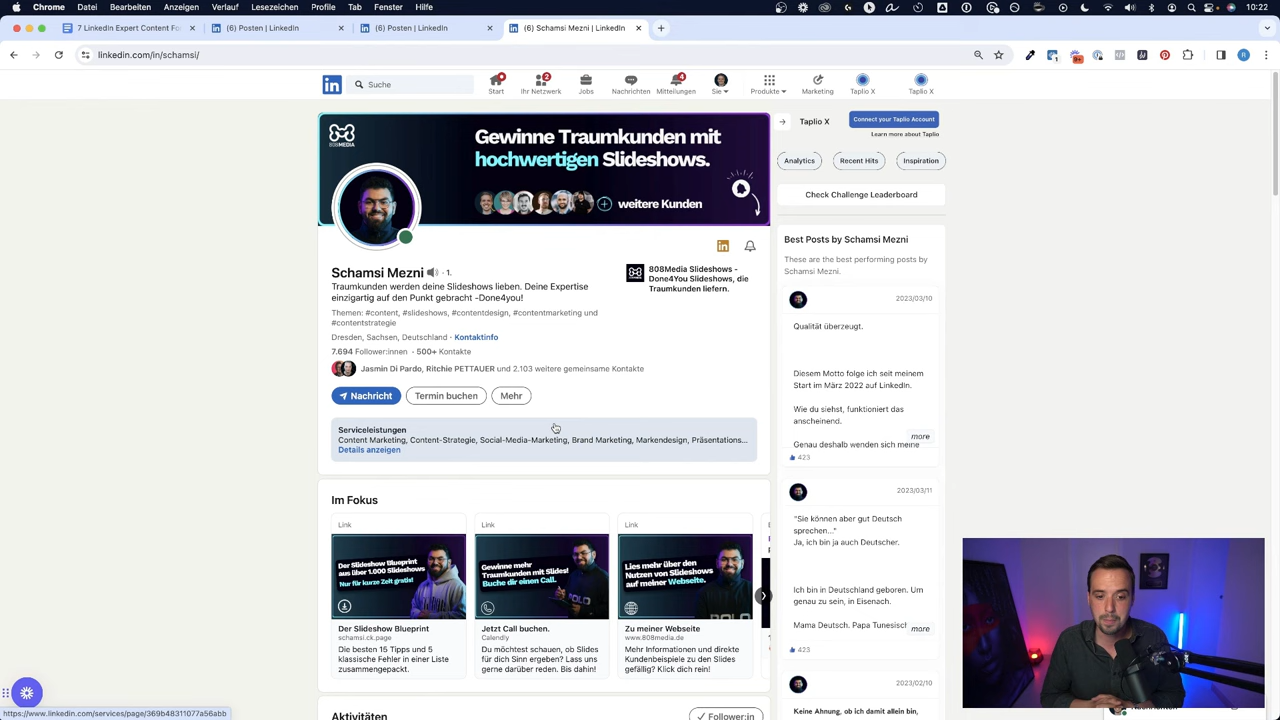 Chrome Datei Bearbeiten Anzeigen Verlauf Lesezeichen Profile Tab Fenster Hilfe
10:22
7 LinkedIn Expert Content Fo
(6) Posten | LinkedIn
(6) Posten | LinkedIn
(6) Schamsi Mezni | LinkedIn
linkedin.com/in/schamsi/
Suche
Start
2
Ihr Netzwerk
Jobs
Nachrichten
4
Mitteilungen
Sie
Produkte
Marketing
Taplio X
Taplio X
808MEDIA
Gewinne Traumkunden mit
hochwertigen Slideshows.
weitere Kunden
Schamsi Mezni · 1.
Traumkunden werden deine Slideshows lieben. Deine Expertise
einzigartig auf den Punkt gebracht -Done4you!
Themen: #content, #slideshows, #contentdesign, #contentmarketing und
#contentstrategie
Dresden, Sachsen, Deutschland · Kontaktinfo
7.694 Follower:innen · 500+ Kontakte
Jasmin Di Pardo, Ritchie PETTAUER und 2.103 weitere gemeinsame Kontakte
808Media Slideshows -
Done4You Slideshows, die
Traumkunden liefern.
Nachricht
Termin buchen
Mehr
Serviceleistungen
Content Marketing, Content-Strategie, Social-Media-Marketing, Brand Marketing, Markendesign, Präsentations...
Details anzeigen
Im Fokus
Link
Der Slideshow Blueprint
aus über 1.000 Slideshows
Nur für kurze Zeit gratis!
Der Slideshow Blueprint
schamsi.ck.page
Die besten 15 Tipps und 5
klassische Fehler in einer Liste
zusammengepackt.
Link
Gewinne mehr
Traumkunden mit Slides!
Buche dir einen Call.
POLO
Jetzt Call buchen.
Calendly
Du möchtest schauen, ob Slides
für dich Sinn ergeben? Lass uns
gerne darüber reden. Bis dahin!
Link
Lies mehr über den
Nutzen von Slideshows
auf meiner Webseite.
POLO
Zu meiner Webseite
www.808media.de
Mehr Informationen und direkte
Kundenbeispiele zu den Slides
gefällig? Klick dich rein!
Aktivitäten
Follower:in
Taplio X
Connect your Taplio Account
Learn more about Taplio
Analytics
Recent Hits
Inspiration
Check Challenge Leaderboard
Best Posts by Schamsi Mezni
These are the best performing posts by
Schamsi Mezni.
2023/03/10
Qualität überzeugt.
Diesem Motto folge ich seit meinem
Start im März 2022 auf LinkedIn.
Wie du siehst, funktioniert das
anscheinend.
more
Genau deshalb wenden sich meine
423
2023/03/11
"Sie können aber gut Deutsch
sprechen..."
Ja, ich bin ja auch Deutscher.
Ich bin in Deutschland geboren. Um
genau zu sein, in Eisenach.
Mama Deutsch. Papa Tunesisch
more
423
2023/02/10
Keine Ahnung, ob ich damit allein bin,
https://www.linkedin.com/services/page/369b48311077a56abb